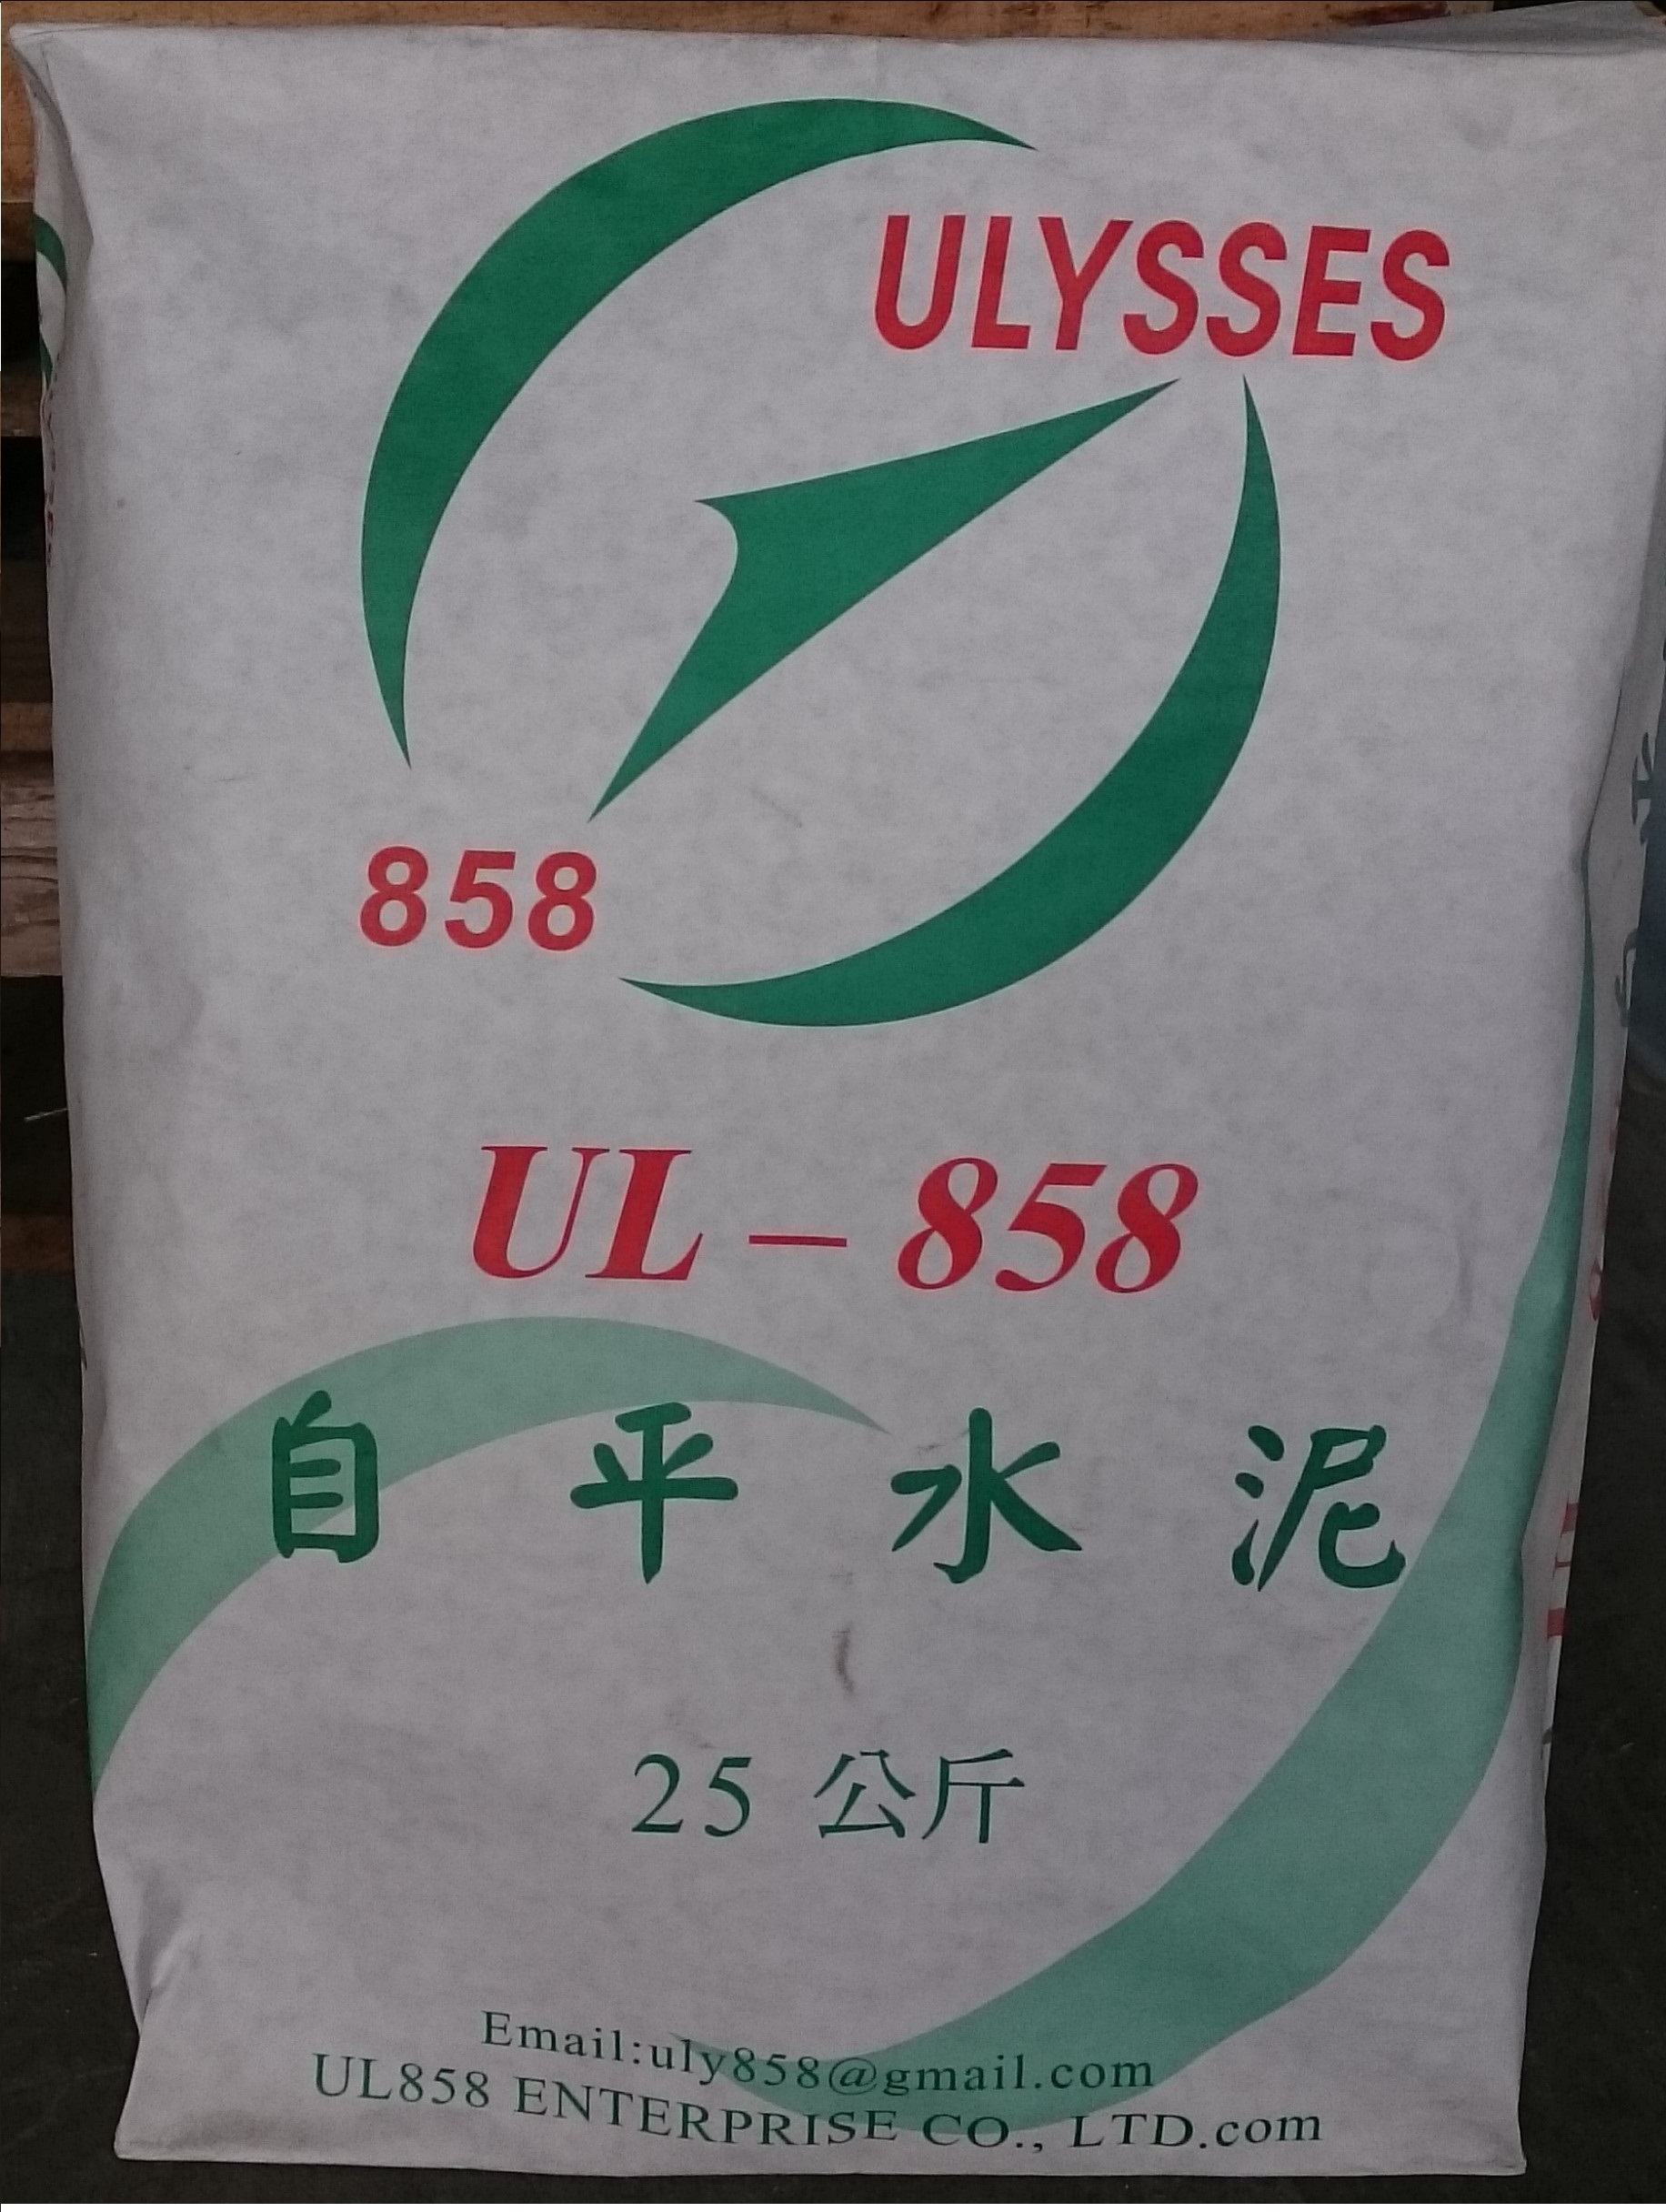 ULYSSES
858
UL – 858
自平水泥
25 公斤
Email:uly858@gmail.com
UL858 ENTERPRISE CO., LTD.com